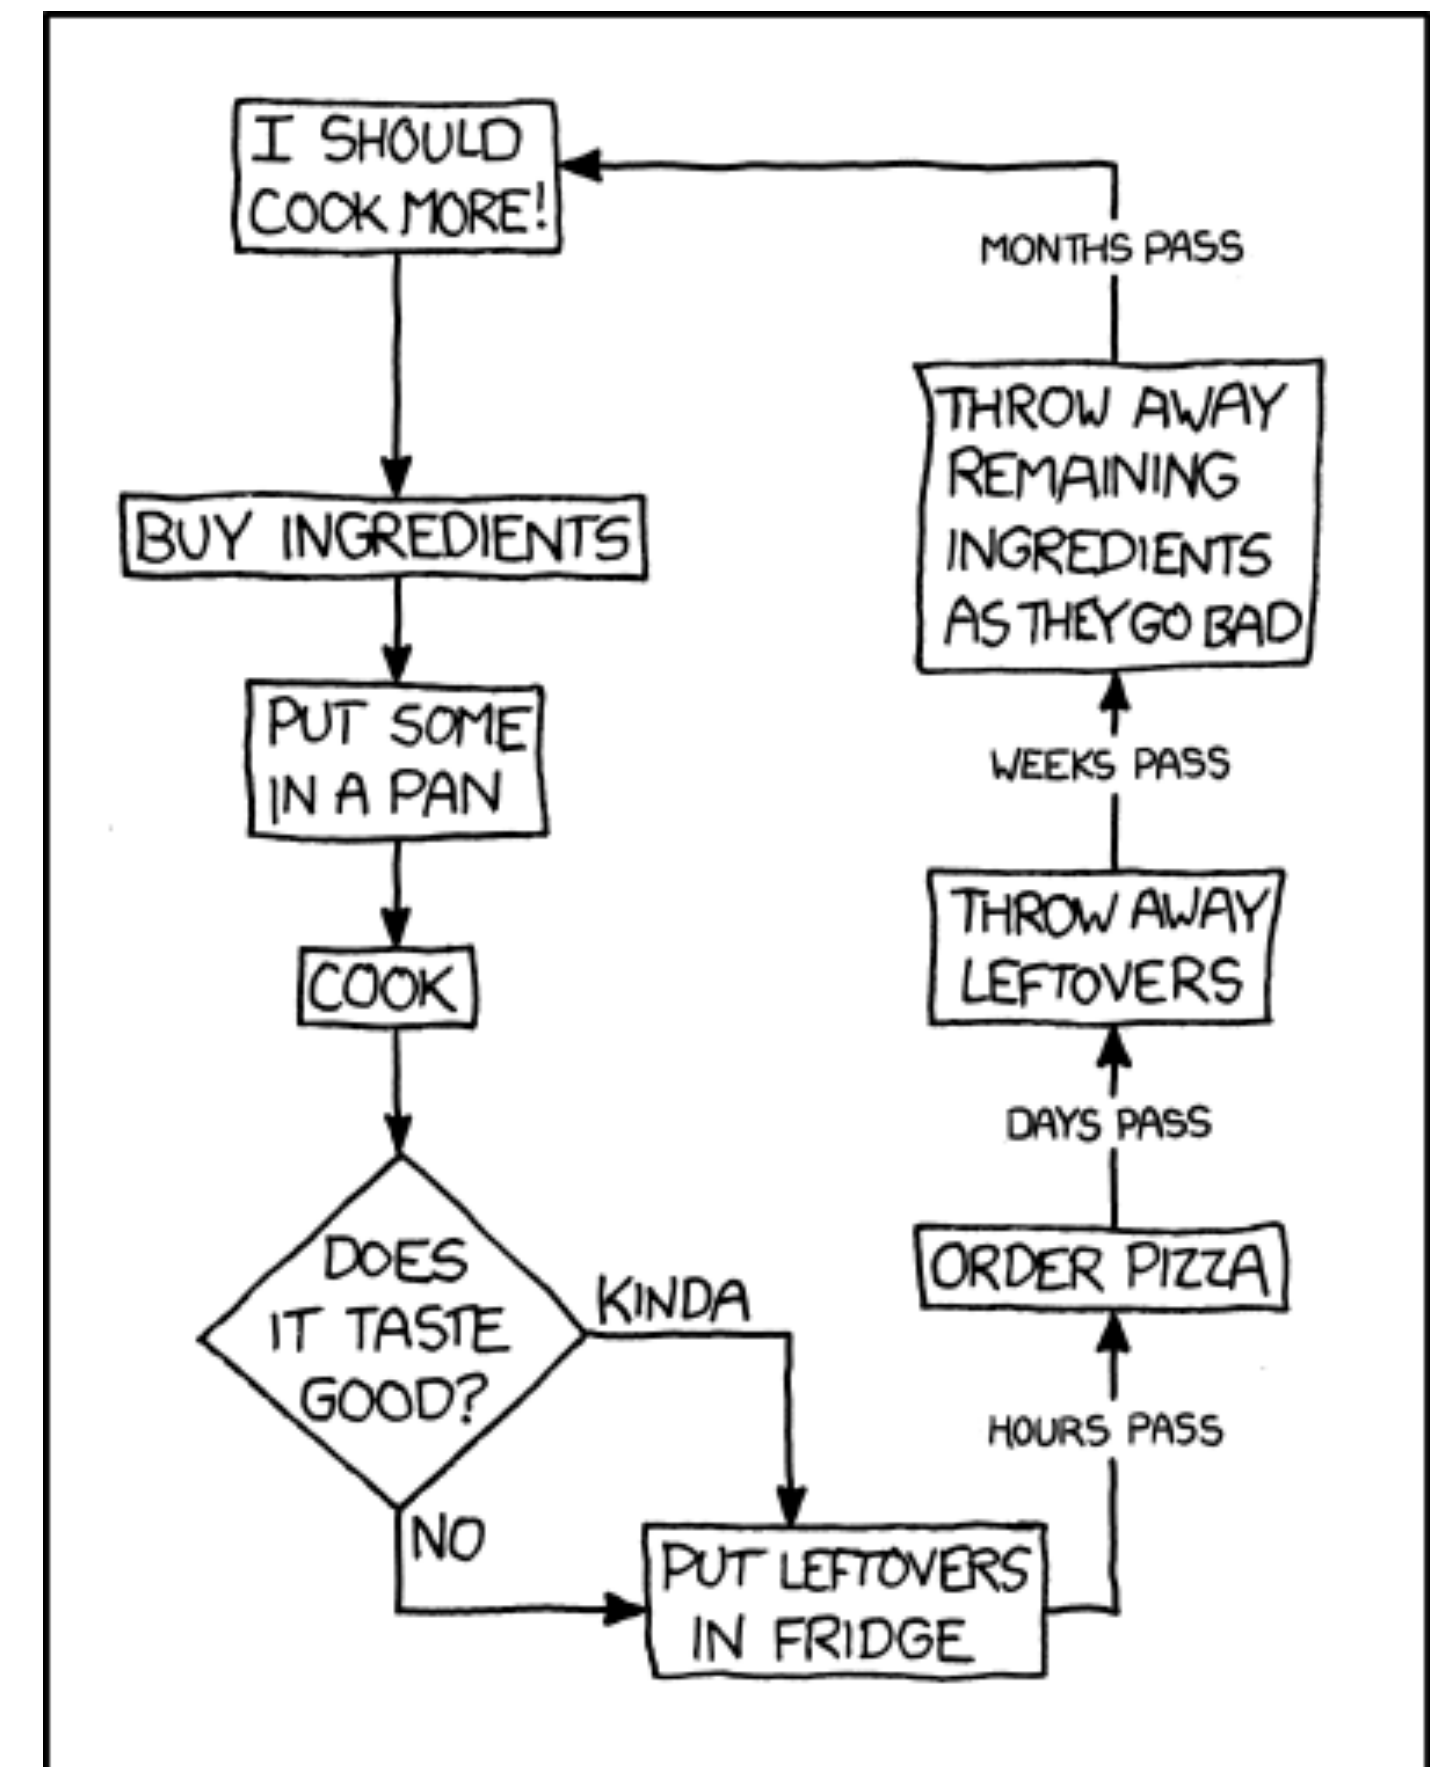 I SHOULD
COOK MORE!
BUY INGREDIENTS
PUT SOME
IN A PAN
COOK
DOES
IT TASTE
GOOD?
KINDA
NO
PUT LEFTOVERS
IN FRIDGE
HOURS PASS
ORDER PIZZA
DAYS PASS
THROW AWAY
LEFTOVERS
WEEKS PASS
THROW AWAY
REMAINING
INGREDIENTS
AS THEY GO BAD
MONTHS PASS